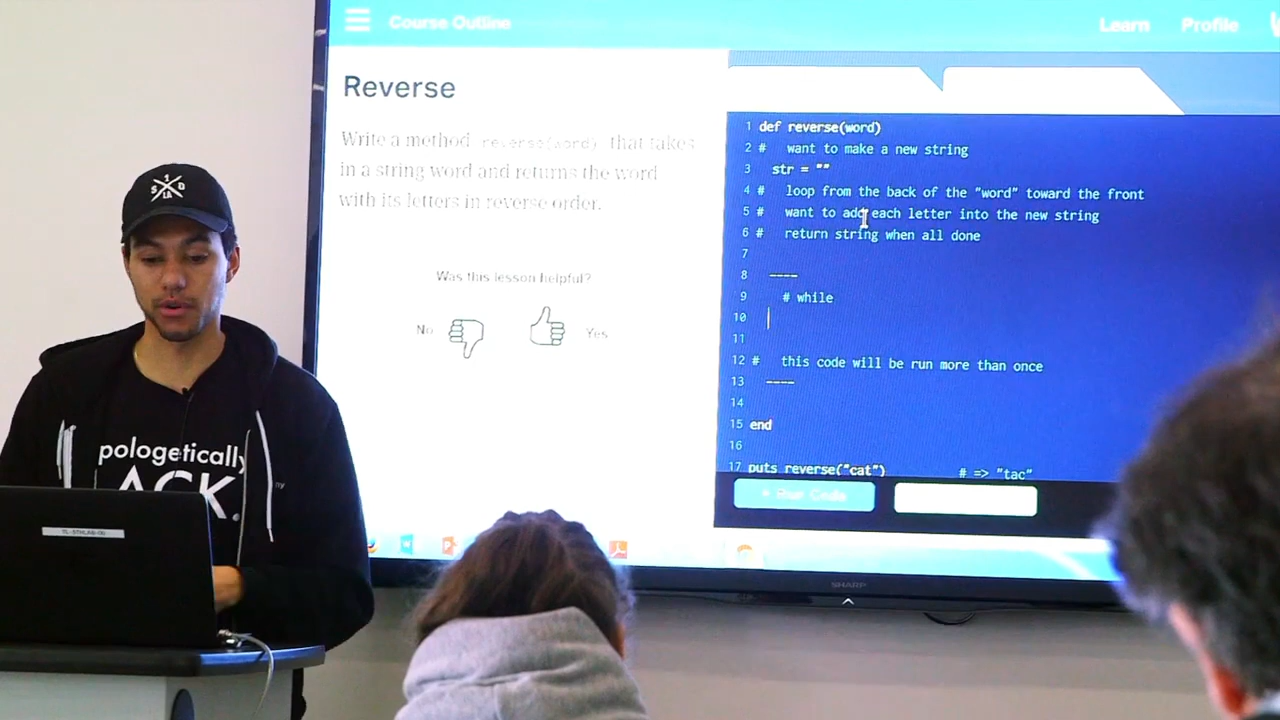 Course Outline
Learn Profile
Reverse
Write a method reverse(word) that takes
in a string word and returns the word
with its letters in reverse order.
Was this lesson helpful?
No Yes
1 def reverse(word)
2 # want to make a new string
3 str = ""
4 # loop from the back of the "word" toward the front
5 # want to add each letter into the new string
6 # return string when all done
7
8 ----
9 # while
10
11
12 # this code will be run more than once
13 ----
14
15 end
16
17 puts reverse("cat") # => "tac"
Run Code
SHARP
pologetically
ACK.